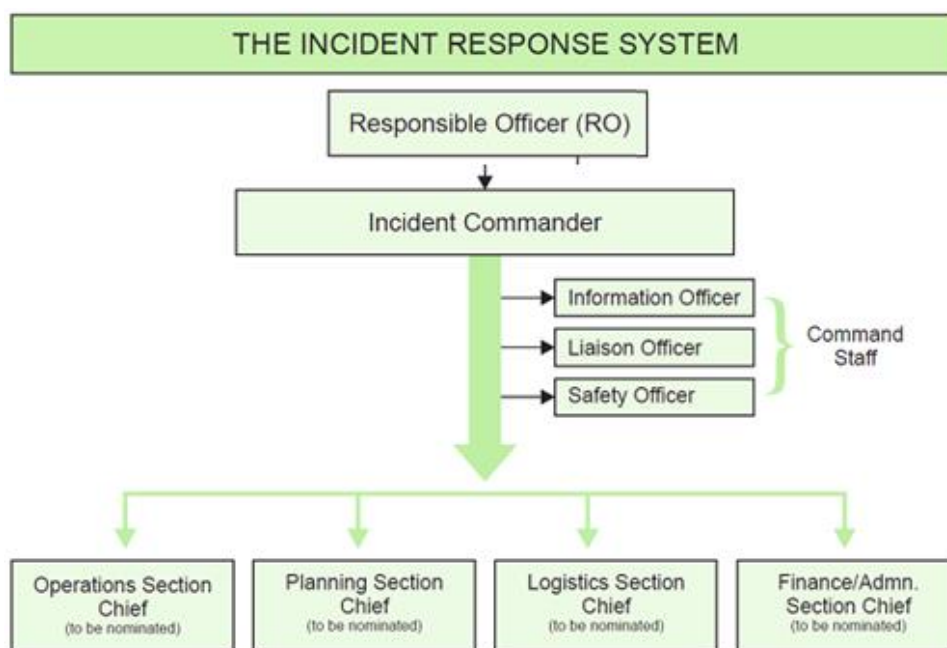 THE INCIDENT RESPONSE SYSTEM
Responsible Officer (RO)
Incident Commander
Information Officer
Liaison Officer
Safety Officer
Command
Staff
Operations Section
Chief
(to be nominated)
Planning Section
Chief
(to be nominated)
Logistics Section
Chief
(to be nominated)
Finance/Admn.
Section Chief
(to be nominated)